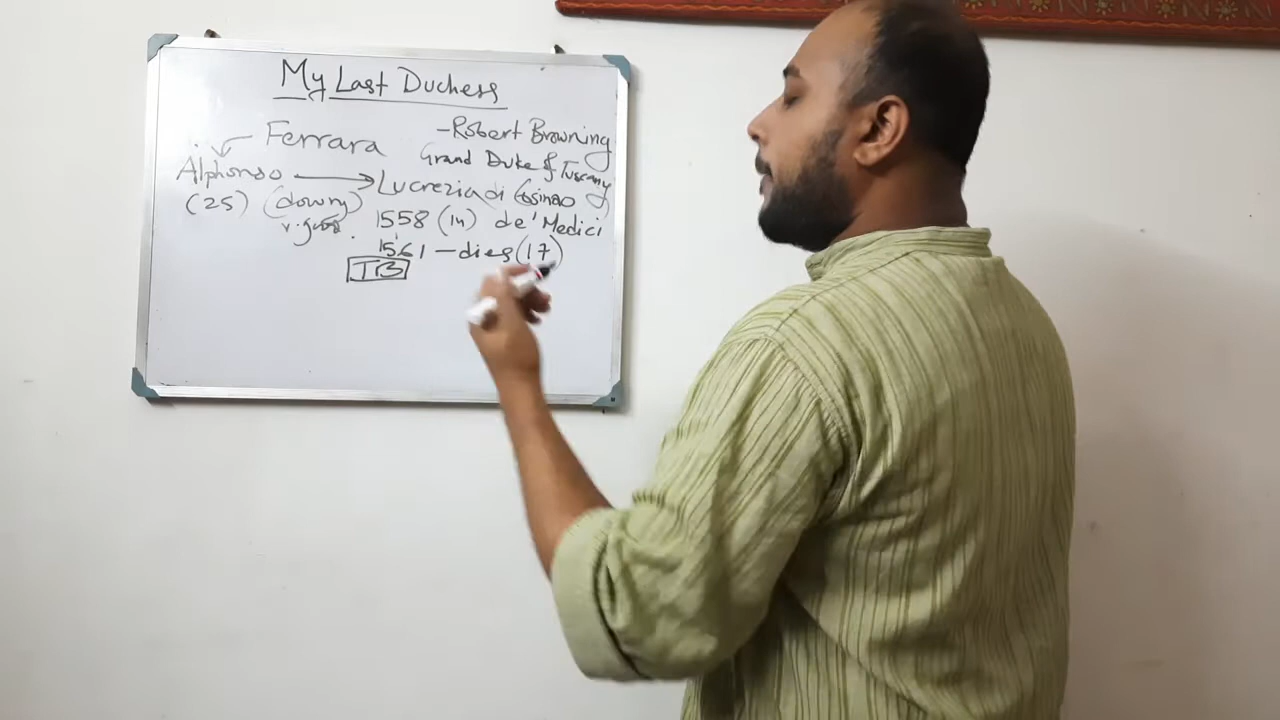 My Last Duchess
-Robert Browning
Ferrara
Grand Duke of Tuscany
Alphonso → Lucrezia di Cosimo
(25) (dowry) 1558 (14) de' Medici
v. good.
1561 - dies (17)
TB